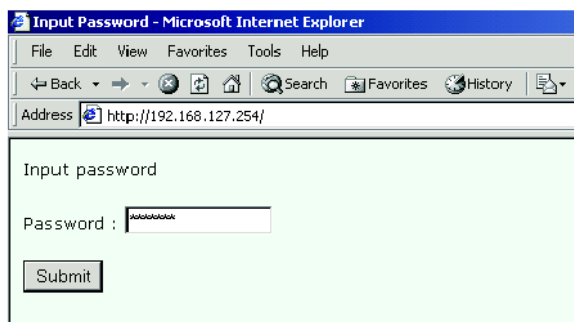 Input Password - Microsoft Internet Explorer
File Edit View Favorites Tools Help
Back Search Favorites History
Address http://192.168.127.254/
Input password
Password : ********
Submit